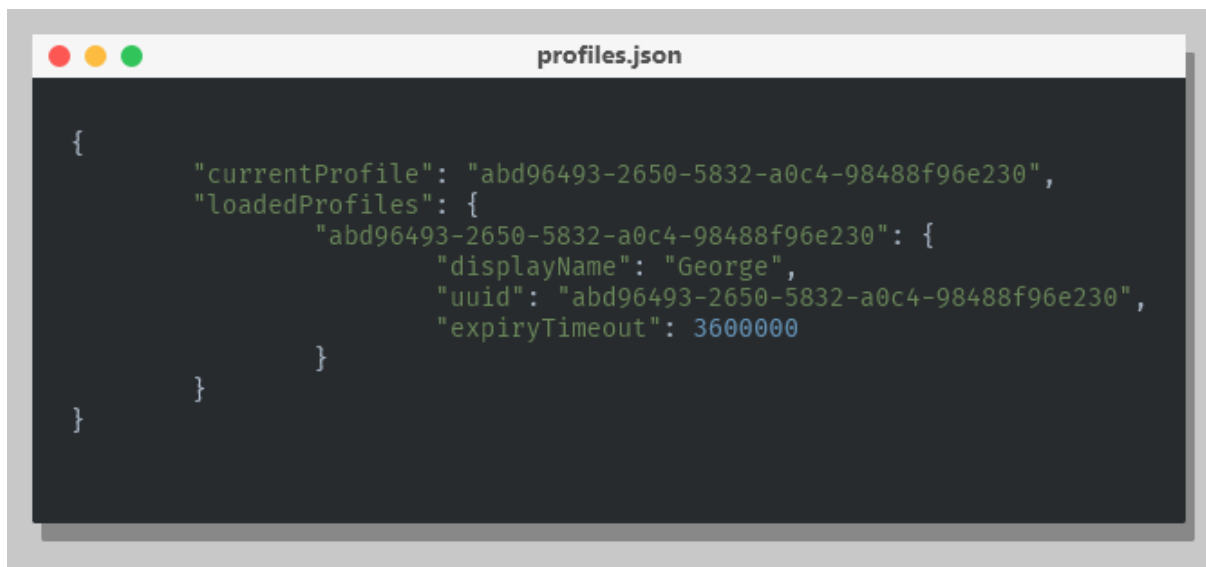 profiles.json
{
"currentProfile": "abd96493-2650-5832-a0c4-98488f96e230",
"loadedProfiles": {
"abd96493-2650-5832-a0c4-98488f96e230": {
"displayName": "George",
"uuid": "abd96493-2650-5832-a0c4-98488f96e230",
"expiryTimeout": 3600000
}
}
}